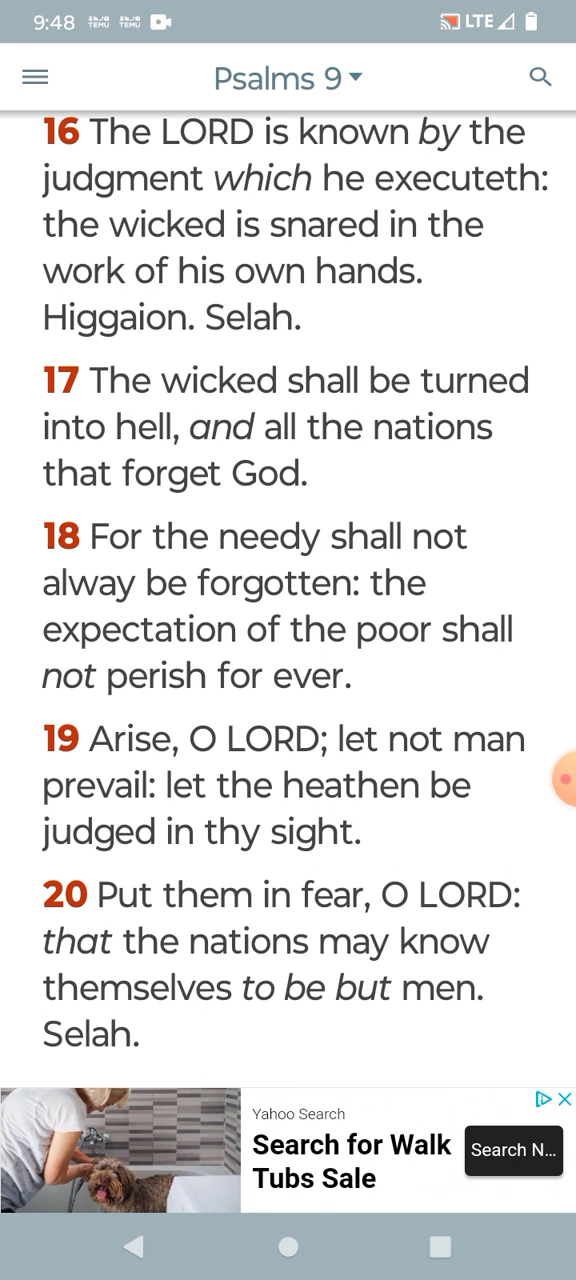 9:48
TEMU TEMU
LTE
Psalms 9
16 The LORD is known by the
judgment which he executeth:
the wicked is snared in the
work of his own hands.
Higgaion. Selah.
17 The wicked shall be turned
into hell, and all the nations
that forget God.
18 For the needy shall not
alway be forgotten: the
expectation of the poor shall
not perish for ever.
19 Arise, O LORD; let not man
prevail: let the heathen be
judged in thy sight.
20 Put them in fear, O LORD:
that the nations may know
themselves to be but men.
Selah.
Yahoo Search
Search for Walk
Tubs Sale
Search N...